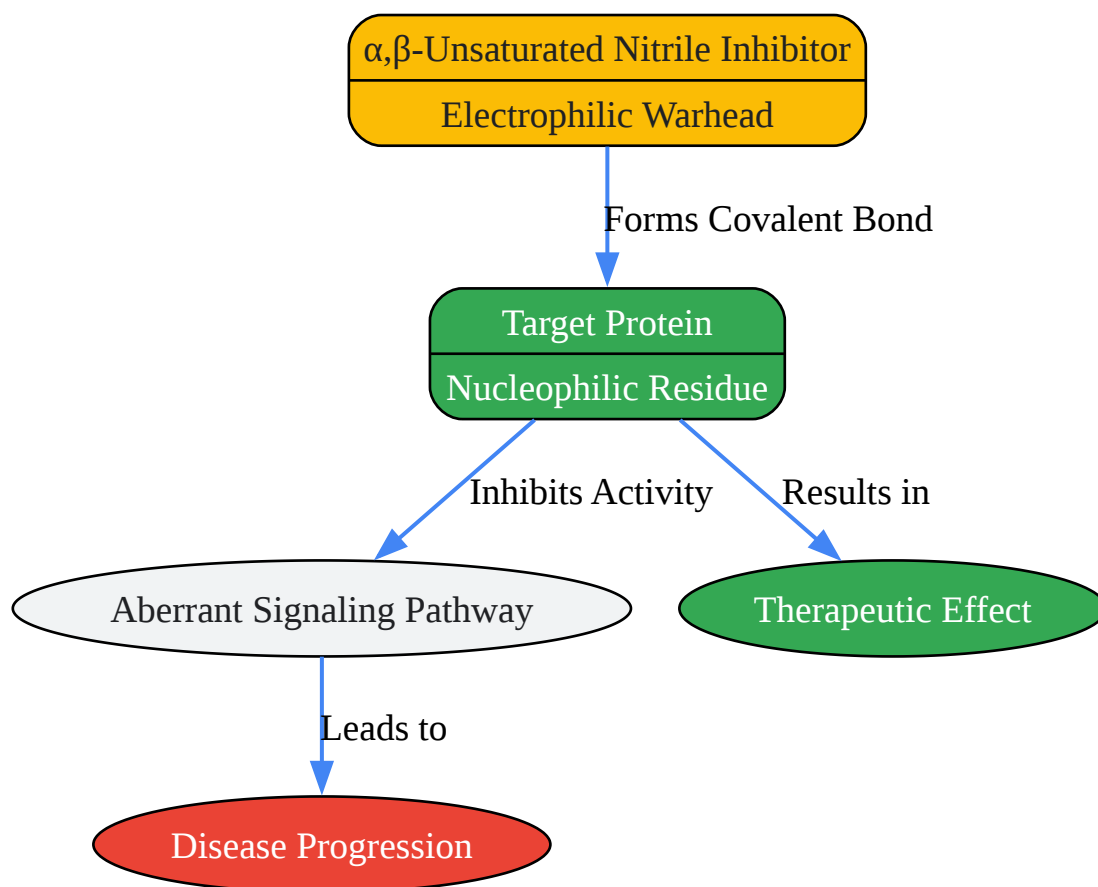 α,β-Unsaturated Nitrile Inhibitor
Electrophilic Warhead
Forms Covalent Bond
Target Protein
Nucleophilic Residue
Inhibits Activity
Results in
Aberrant Signaling Pathway
Therapeutic Effect
Leads to
Disease Progression